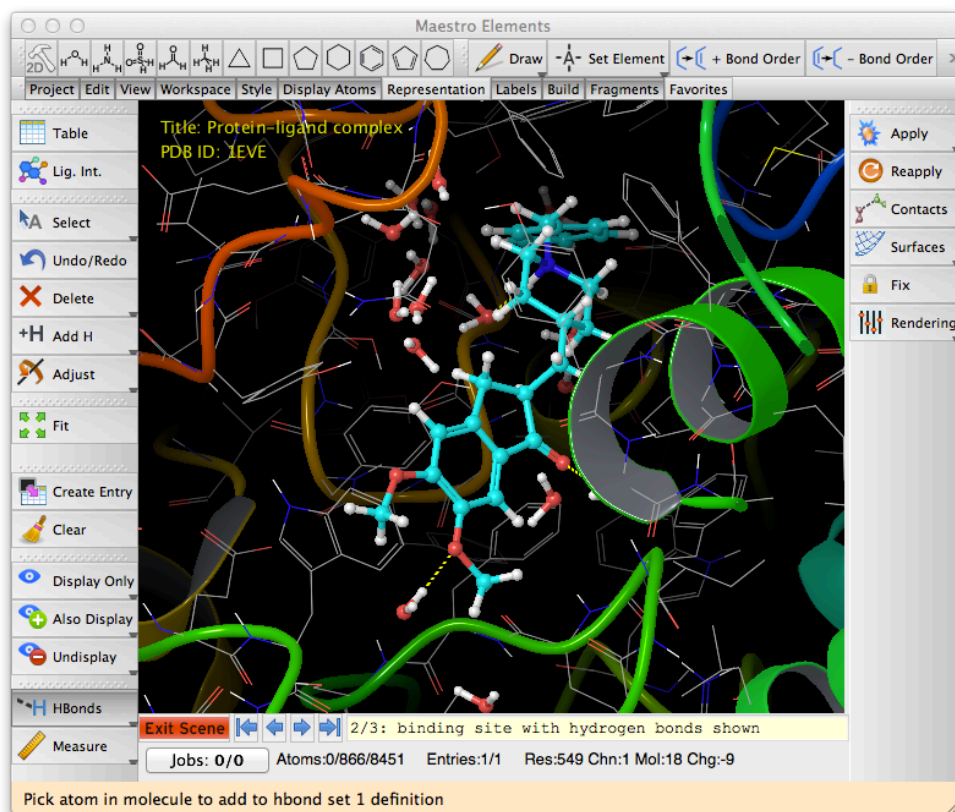 Maestro Elements
2D
H O H
H N H H
O S O H
O H H
H C H H H
Draw
-A- Set Element
+ Bond Order
- Bond Order
Project Edit View Workspace Style Display Atoms Representation Labels Build Fragments Favorites
Table
Lig. Int.
Select
Undo/Redo
Delete
+H Add H
Adjust
Fit
Create Entry
Clear
Display Only
Also Display
Undisplay
H HBonds
Measure
Title: Protein-ligand complex
PDB ID: 1EVE
Apply
Reapply
Contacts
Surfaces
Fix
Rendering
Exit Scene
2/3: binding site with hydrogen bonds shown
Jobs: 0/0
Atoms:0/866/8451 Entries:1/1 Res:549 Chn:1 Mol:18 Chg:-9
Pick atom in molecule to add to hbond set 1 definition